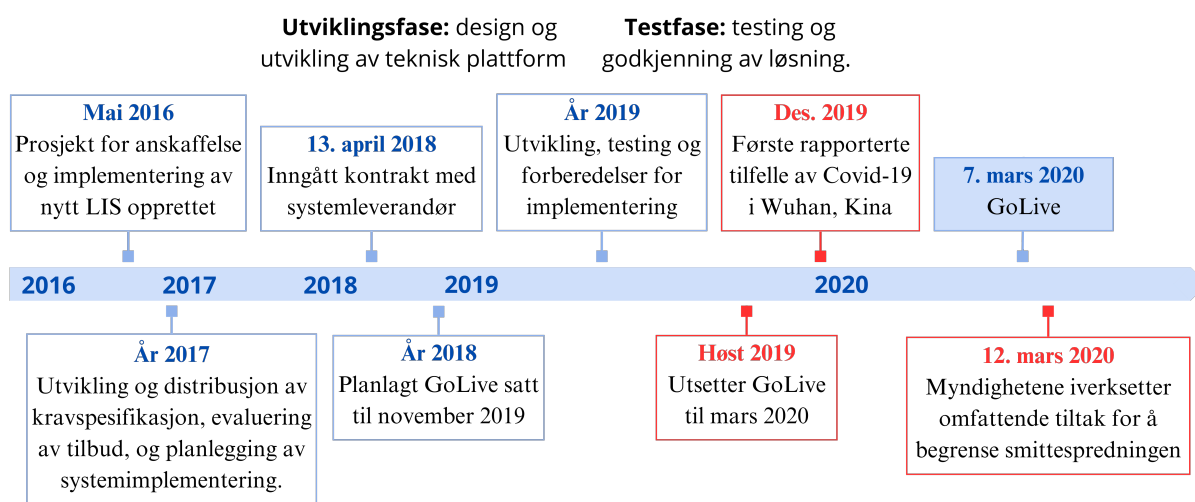 Utviklingsfase: design og
utvikling av teknisk plattform
Testfase: testing og
godkjenning av løsning.
Mai 2016
Prosjekt for anskaffelse
og implementering av
nytt LIS opprettet
13. april 2018
Inngått kontrakt med
systemleverandør
År 2019
Utvikling, testing og
forberedelser for
implementering
Des. 2019
Første rapporterte
tilfelle av Covid-19
i Wuhan, Kina
7. mars 2020
GoLive
2016
2017
2018
2019
2020
År 2017
Utvikling og distribusjon av
kravspesifikasjon, evaluering
av tilbud, og planlegging av
systemimplementering.
År 2018
Planlagt GoLive satt
til november 2019
Høst 2019
Utsetter GoLive
til mars 2020
12. mars 2020
Myndighetene iverksetter
omfattende tiltak for å
begrense smittespredningen